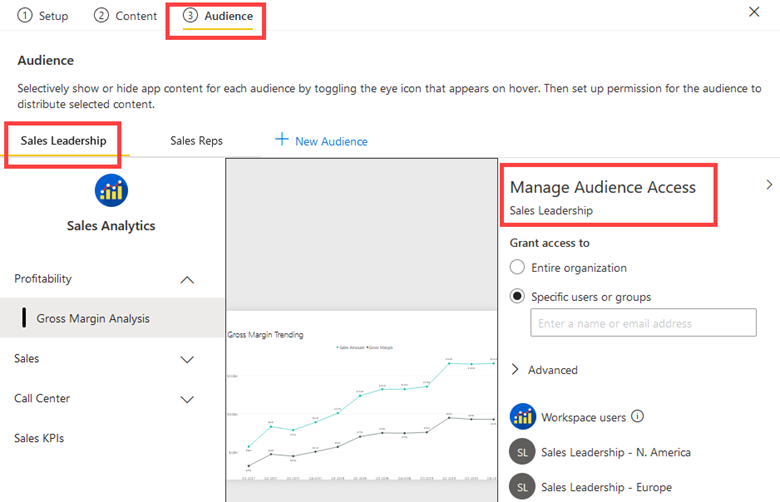 1 Setup
2 Content
3 Audience
Audience
Selectively show or hide app content for each audience by toggling the eye icon that appears on hover. Then set up permission for the audience to
distribute selected content.
Sales Leadership
Sales Reps
+ New Audience
Sales Analytics
Profitability
Gross Margin Analysis
Sales
Call Center
Sales KPIs
Gross Margin Trending
Sales Amount Gross Margin
Manage Audience Access
Sales Leadership
Grant access to
Entire organization
Specific users or groups
Enter a name or email address
Advanced
Workspace users
SL Sales Leadership - N. America
SL Sales Leadership - Europe